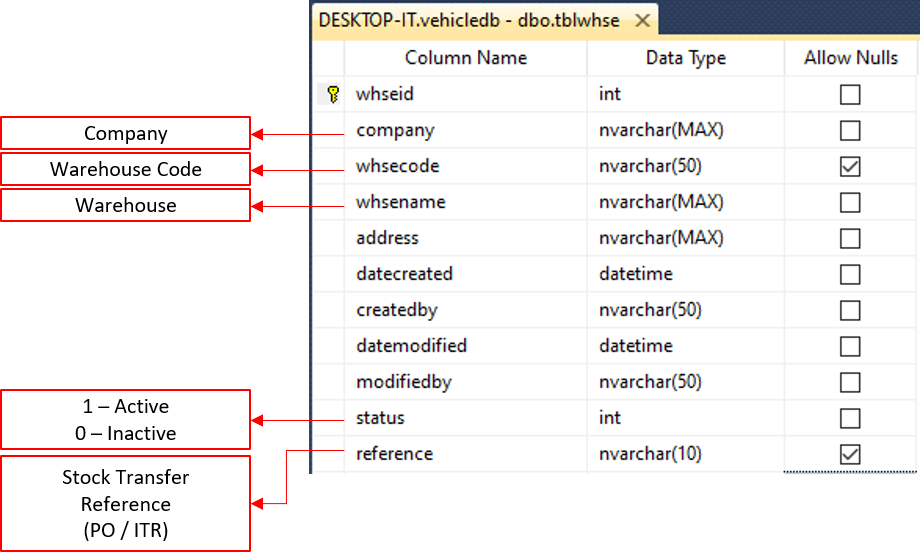 DESKTOP-IT.vehicledb - dbo.tblwhse
Column Name Data Type Allow Nulls
whseid int
Company company nvarchar(MAX)
Warehouse Code whsecode nvarchar(50)
Warehouse whsename nvarchar(MAX)
address nvarchar(MAX)
datecreated datetime
createdby nvarchar(50)
datemodified datetime
modifiedby nvarchar(50)
1 – Active
0 – Inactive
status int
reference nvarchar(10)
Stock Transfer
Reference
(PO / ITR)